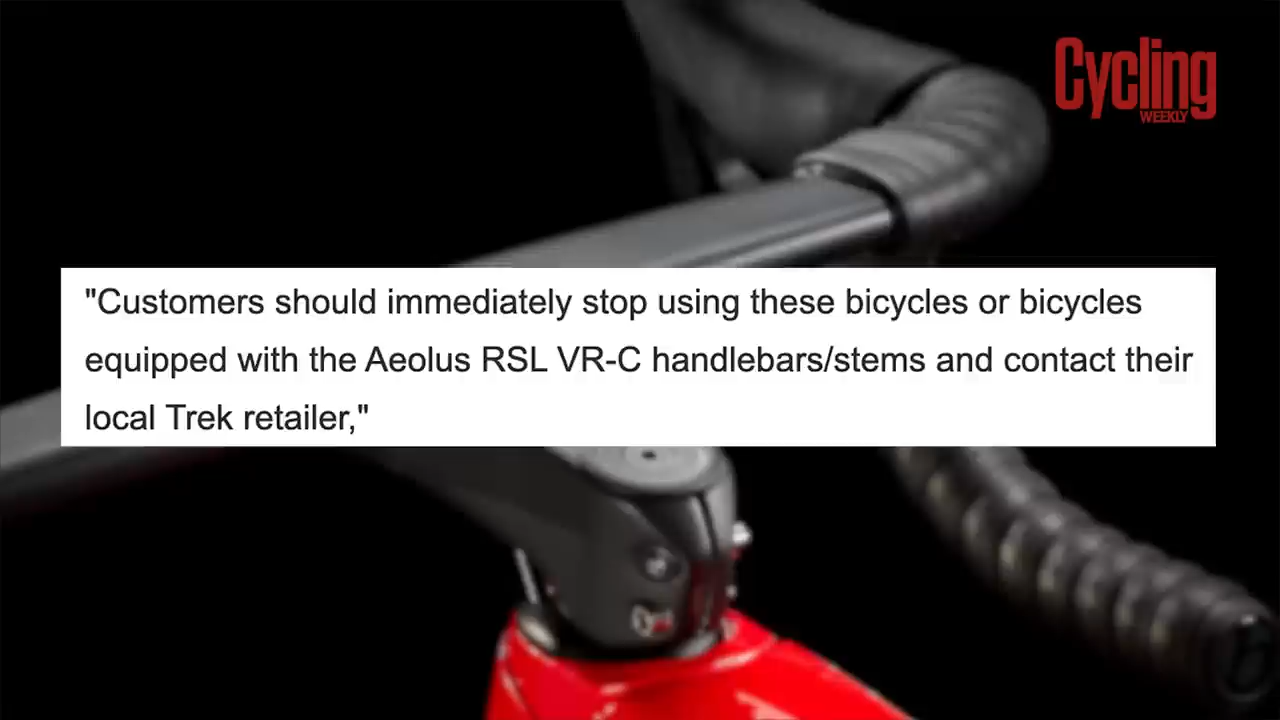 Cycling
WEEKLY
"Customers should immediately stop using these bicycles or bicycles
equipped with the Aeolus RSL VR-C handlebars/stems and contact their
local Trek retailer,"